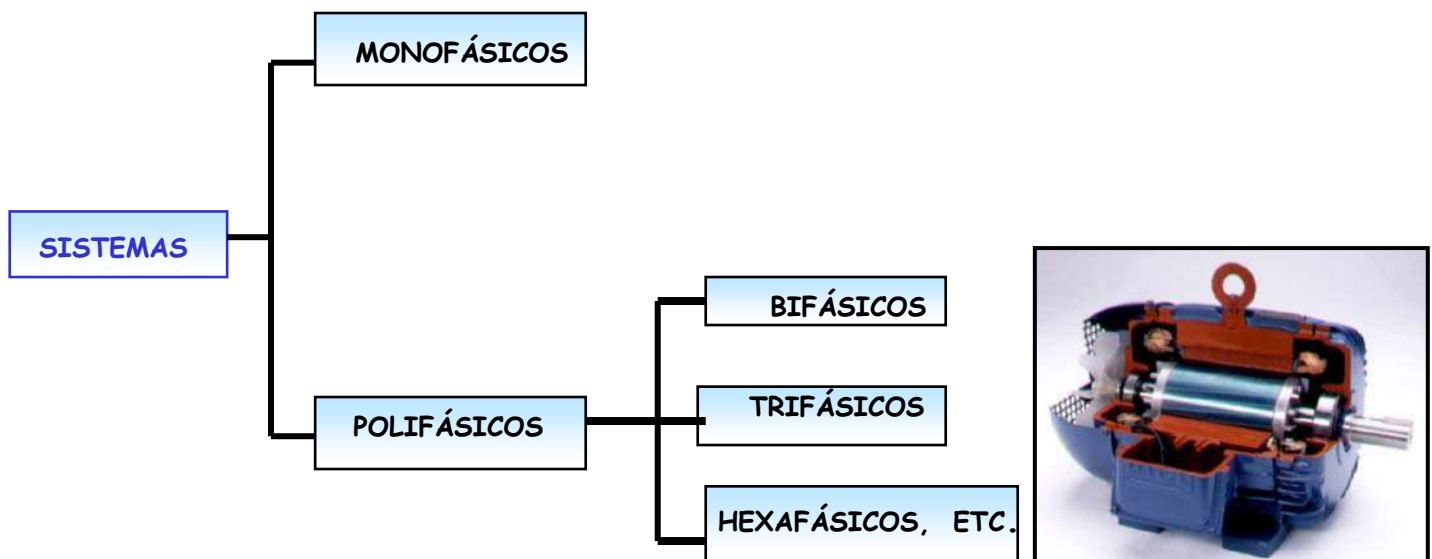 MONOFÁSICOS
SISTEMAS
BIFÁSICOS
POLIFÁSICOS
TRIFÁSICOS
HEXAFÁSICOS, ETC.